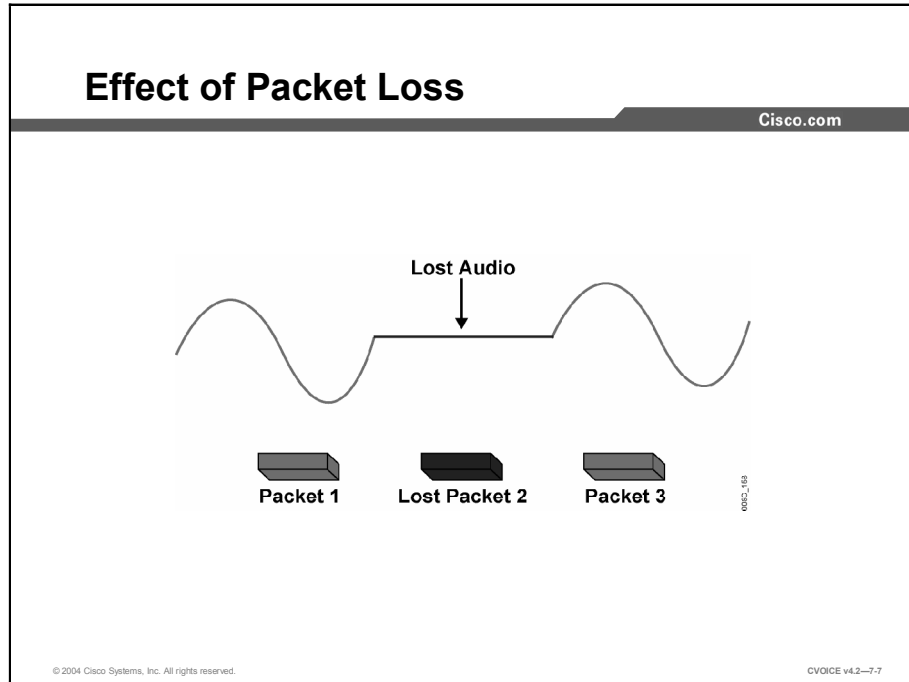 Effect of Packet Loss
Cisco.com
Lost Audio
Packet 1
Lost Packet 2
Packet 3
© 2004 Cisco Systems, Inc. All rights reserved.
CVOICE v4.2—7-7